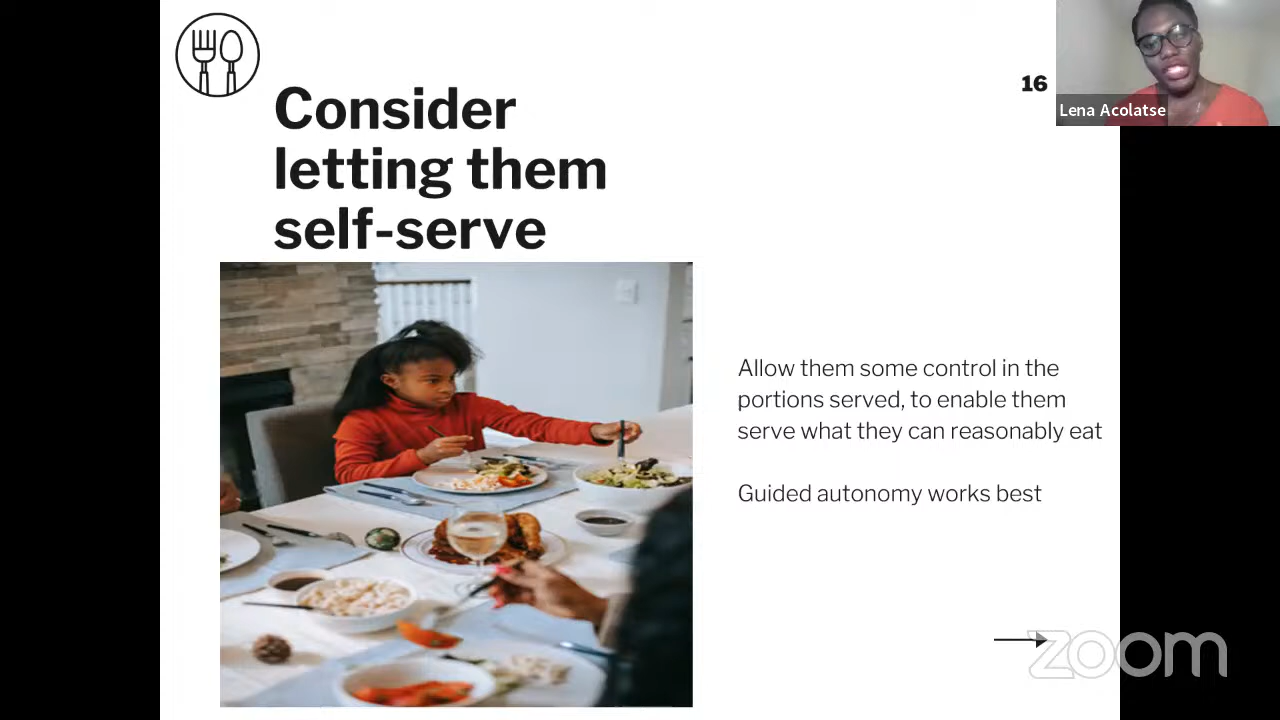 Consider
letting them
self-serve
16
Lena Acolatse
Allow them some control in the
portions served, to enable them
serve what they can reasonably eat
Guided autonomy works best
zoom